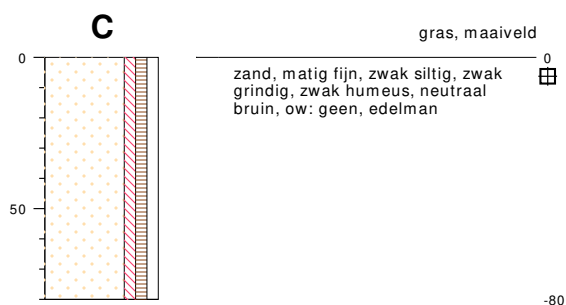 C
gras, maaiveld
0
0
zand, matig fijn, zwak siltig, zwak
grindig, zwak humeus, neutraal
bruin, ow: geen, edelman
50
-80